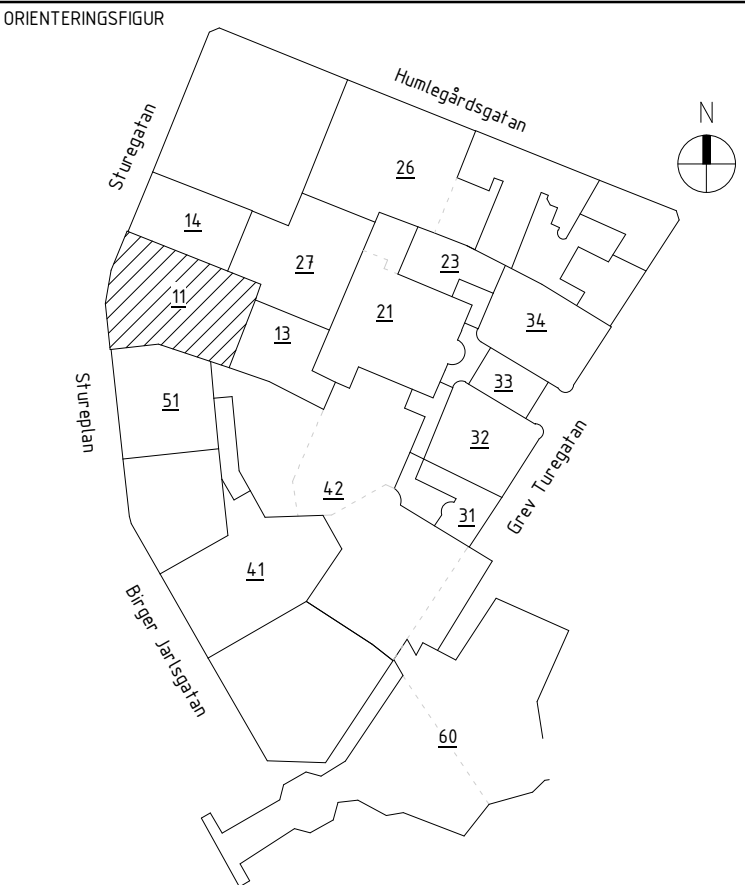 ORIENTERINGSFIGUR
Humlegårdsgatan
N
Sturegatan
26
14
27
23
11
21
34
13
33
51
Stureplan
32
42
31
Grev Turegatan
41
Birger Jarlsgatan
60